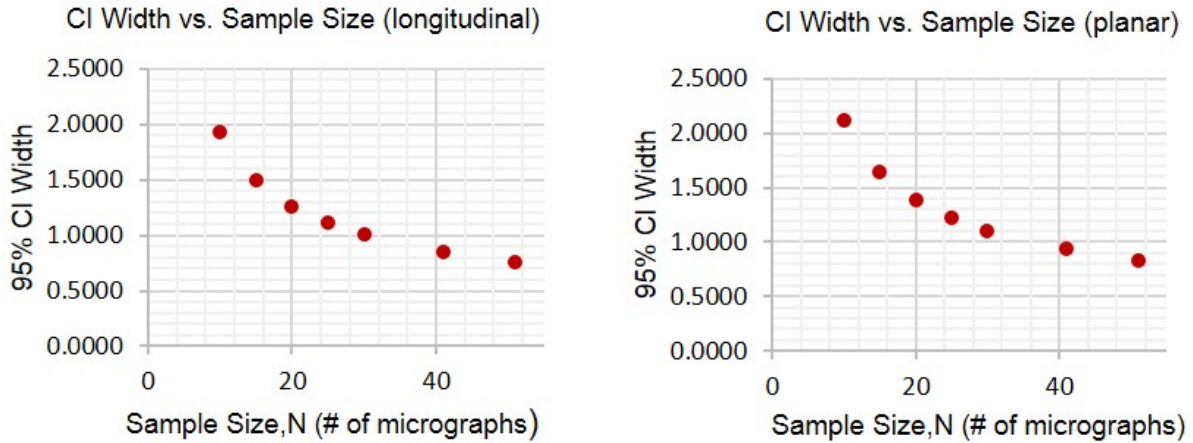 CI Width vs. Sample Size (longitudinal)
2.5000
2.0000
1.5000
1.0000
0.5000
0.0000
95% CI Width
0 20 40
Sample Size,N (# of micrographs)
CI Width vs. Sample Size (planar)
2.5000
2.0000
1.5000
1.0000
0.5000
0.0000
95% CI Width
0 20 40
Sample Size,N (# of micrographs)